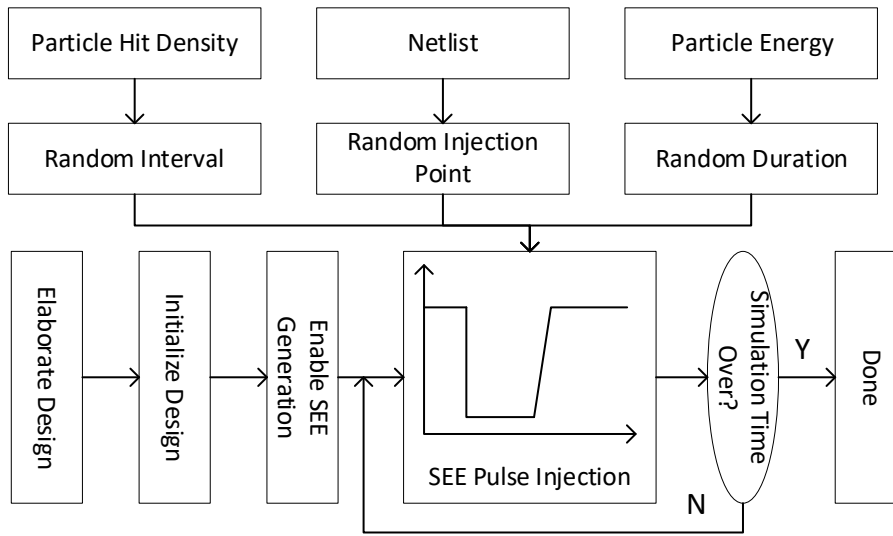 Particle Hit Density
Netlist
Particle Energy
Random Interval
Random Injection
Point
Random Duration
Elaborate Design
Initialize Design
Enable SEE
Generation
SEE Pulse Injection
Simulation Time
Over?
Y
N
Done